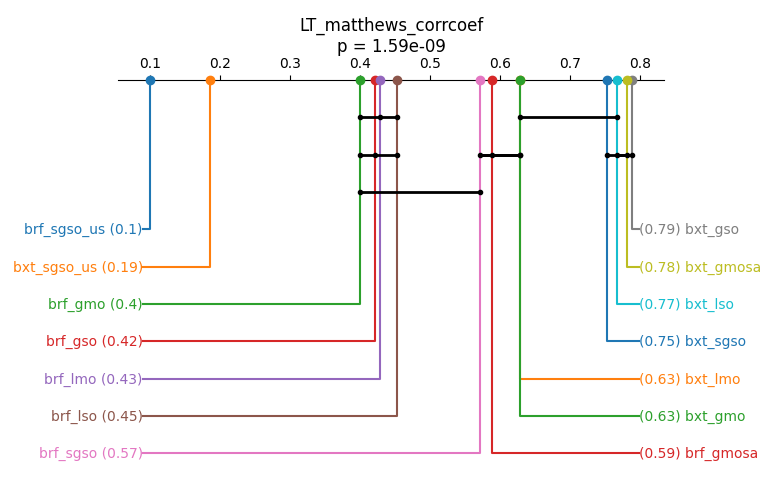 LT_matthews_corrcoef
p = 1.59e-09
0.1 0.2 0.3 0.4 0.5 0.6 0.7 0.8
brf_sgso_us (0.1) (0.79) bxt_gso
bxt_sgso_us (0.19) (0.78) bxt_gmosa
brf_gmo (0.4) (0.77) bxt_lso
brf_gso (0.42) (0.75) bxt_sgso
brf_lmo (0.43) (0.63) bxt_lmo
brf_lso (0.45) (0.63) bxt_gmo
brf_sgso (0.57) (0.59) brf_gmosa